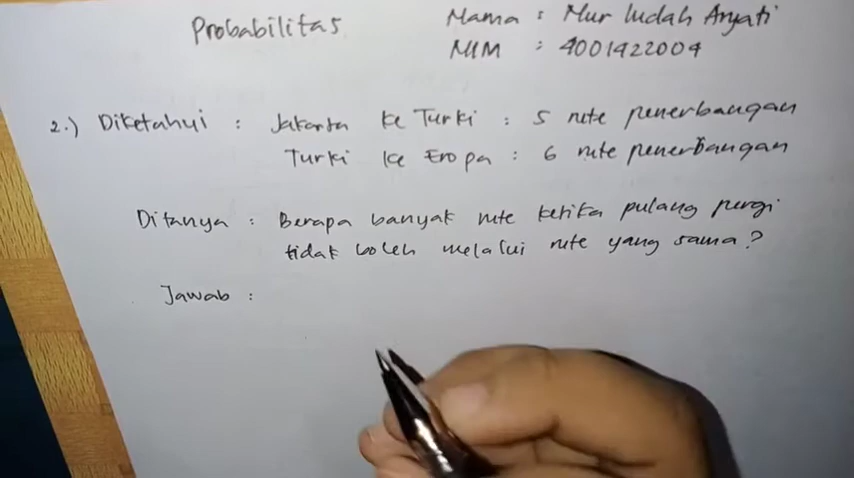 Probabilitas
Nama : Nur Indah Aryati
NIM : 4001422004
2.) Diketahui : Jakarta ke Turki : 5 rute penerbangan
Turki ke Eropa : 6 rute penerbangan
Ditanya : Berapa banyak rute ketika pulang pergi
tidak boleh melalui rute yang sama?
Jawab :